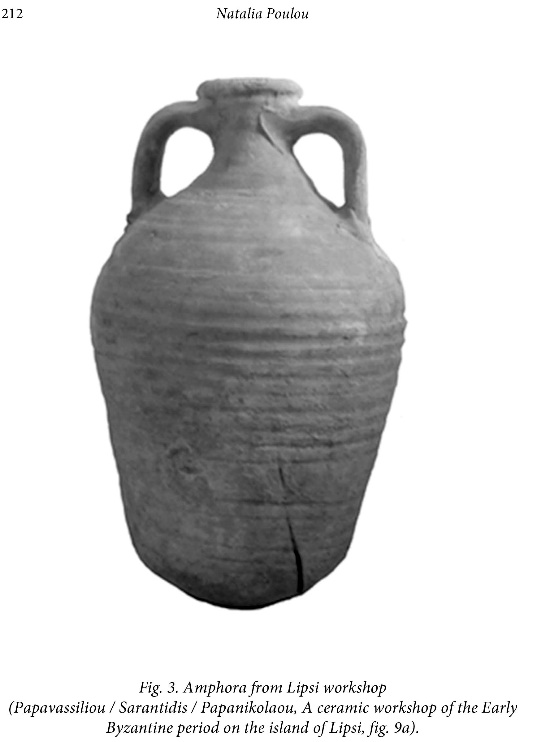 212
Natalia Poulou
Fig. 3. Amphora from Lipsi workshop
(Papavassiliou / Sarantidis / Papanikolaou, A ceramic workshop of the Early
Byzantine period on the island of Lipsi, fig. 9a).